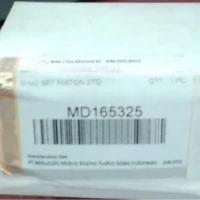 MITSUBISHI MOTORS
RING SET PISTON STD QTY: 1 PC
MD165325
PT Mitsubishi Motors Krama Yudha Sales Indonesia - Jakarta